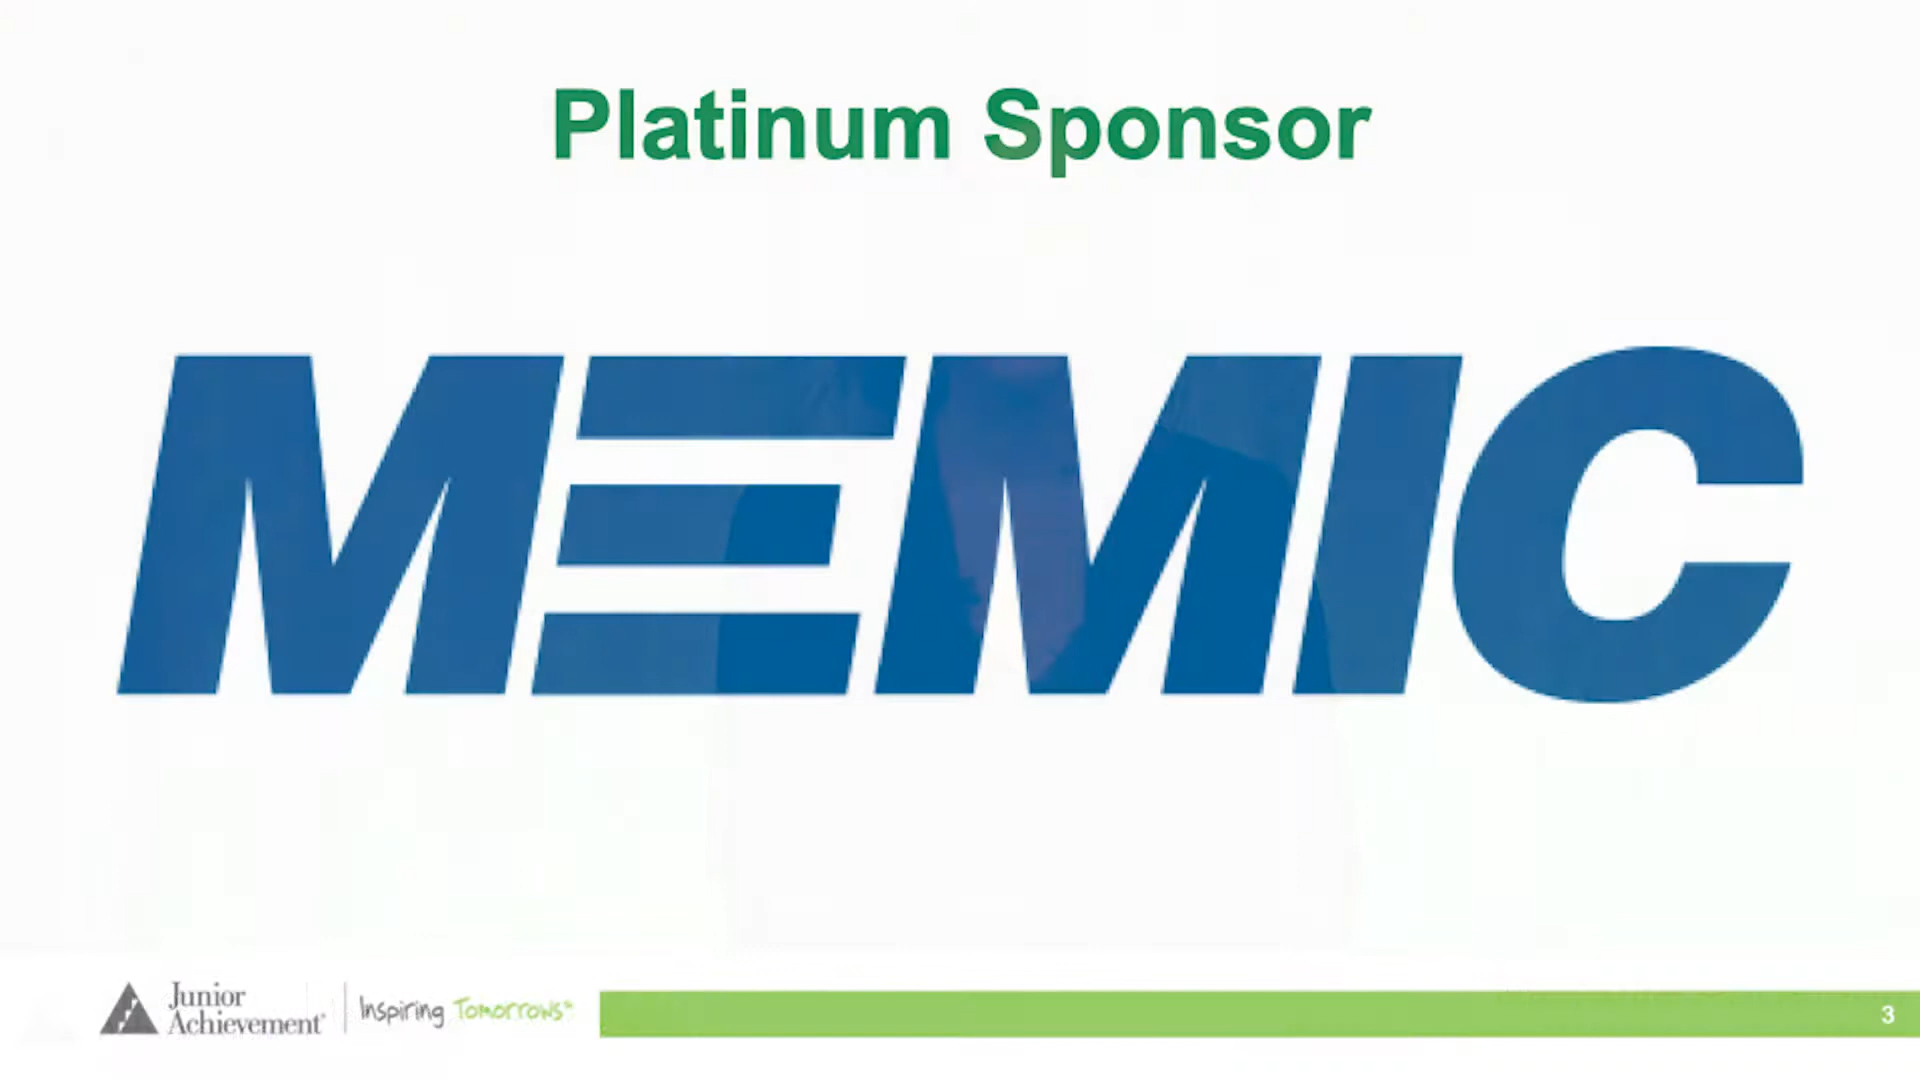 Platinum Sponsor
MEMIC
Junior
Achievement®
Inspiring Tomorrows
3